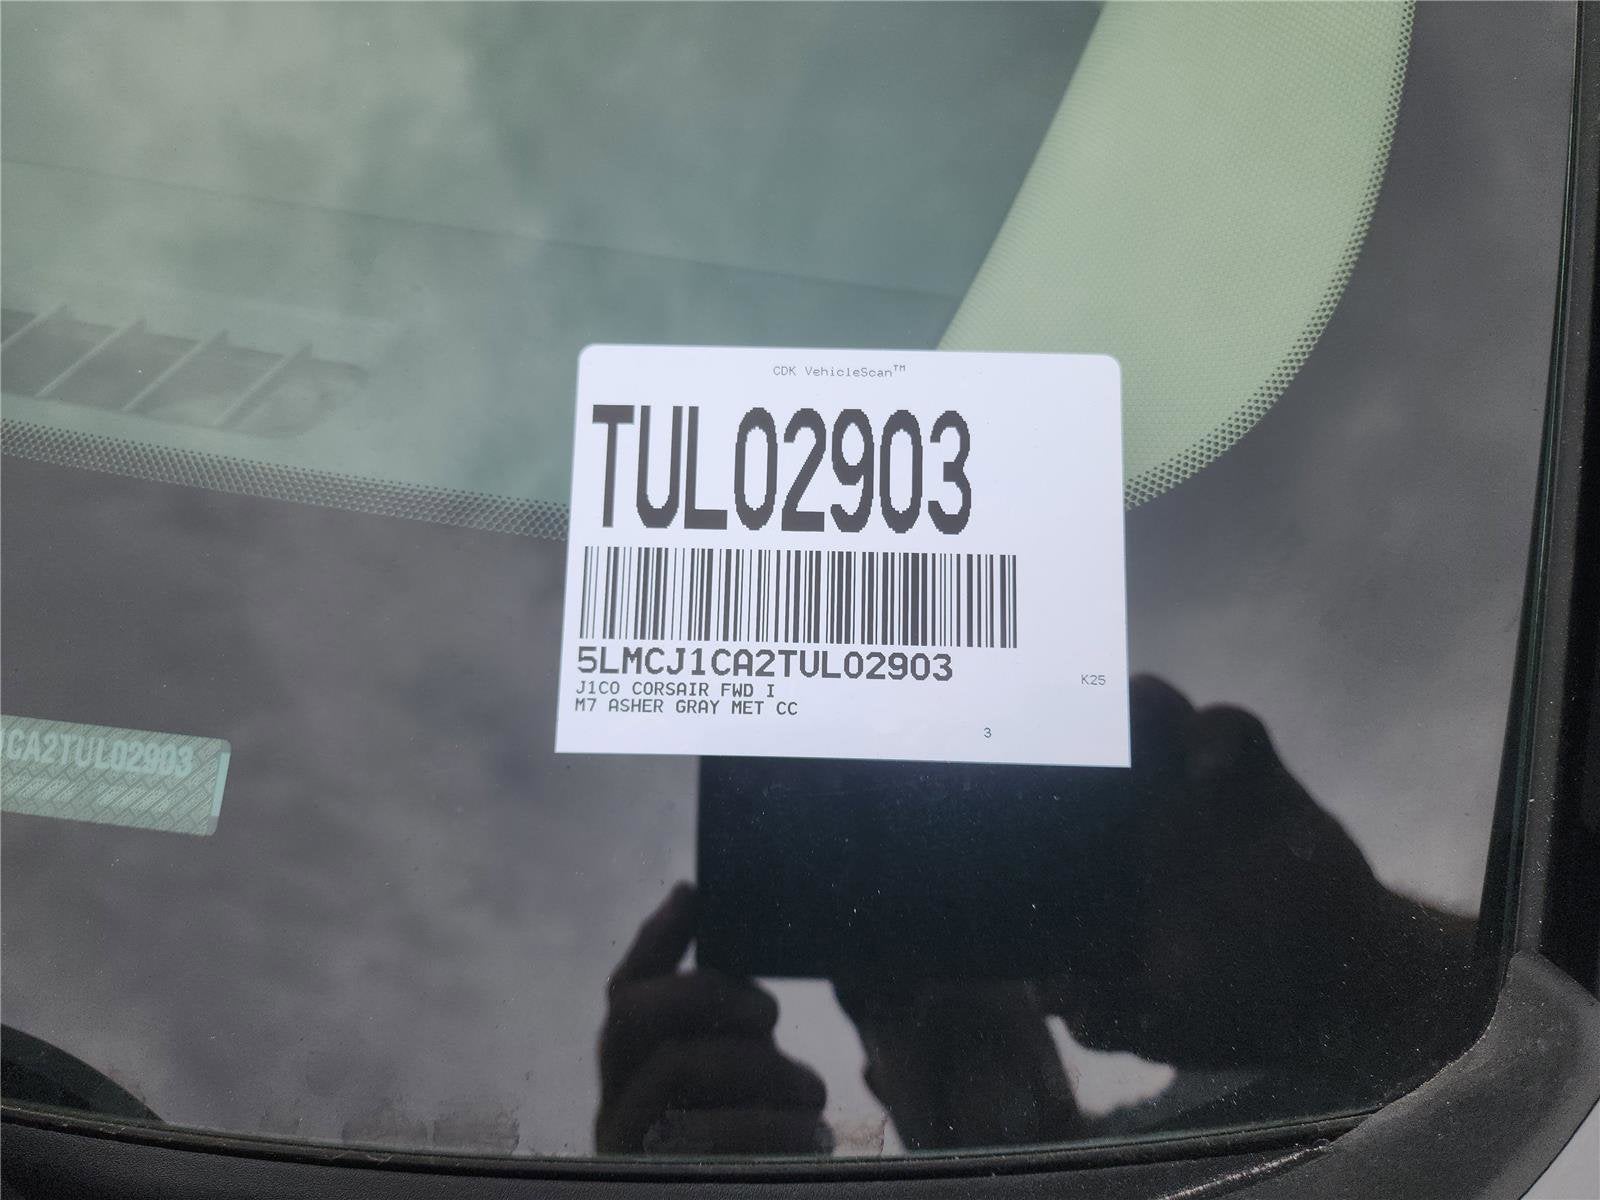 CDK VehicleScan™
TUL02903
5LMCJ1CA2TUL02903
J1C0 CORSAIR FWD I
K25
M7 ASHER GRAY MET CC
3
CA2TUL02903